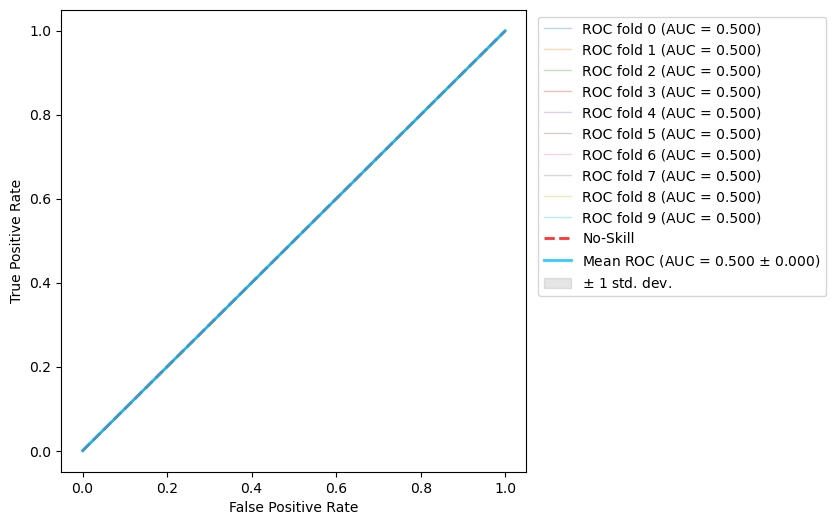 1.0
0.8
0.6
0.4
0.2
0.0
True Positive Rate
0.0 0.2 0.4 0.6 0.8 1.0
False Positive Rate
ROC fold 0 (AUC = 0.500)
ROC fold 1 (AUC = 0.500)
ROC fold 2 (AUC = 0.500)
ROC fold 3 (AUC = 0.500)
ROC fold 4 (AUC = 0.500)
ROC fold 5 (AUC = 0.500)
ROC fold 6 (AUC = 0.500)
ROC fold 7 (AUC = 0.500)
ROC fold 8 (AUC = 0.500)
ROC fold 9 (AUC = 0.500)
No-Skill
Mean ROC (AUC = 0.500 ± 0.000)
± 1 std. dev.